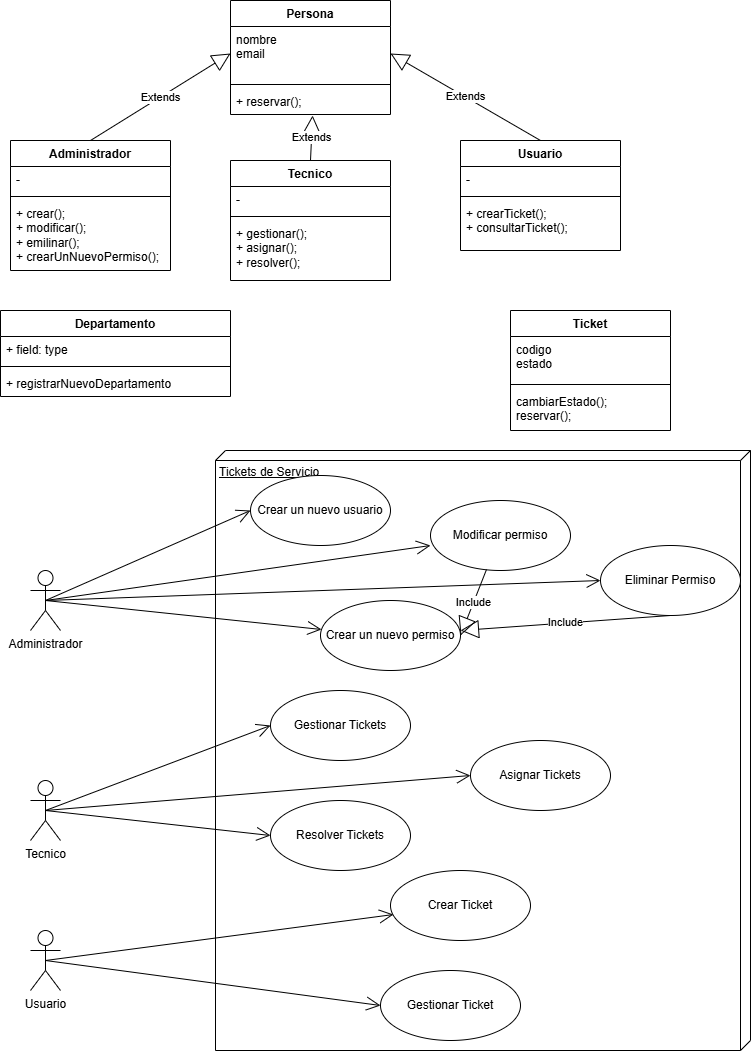 Persona
nombre
email
+ reservar();
Extends
Extends
Extends
Administrador
-
+ crear();
+ modificar();
+ emilinar();
+ crearUnNuevoPermiso();
Tecnico
-
+ gestionar();
+ asignar();
+ resolver();
Usuario
-
+ crearTicket();
+ consultarTicket();
Departamento
+ field: type
+ registrarNuevoDepartamento
Ticket
codigo
estado
cambiarEstado();
reservar();
Tickets de Servicio
Crear un nuevo usuario
Modificar permiso
Eliminar Permiso
Include
Include
Crear un nuevo permiso
Administrador
Gestionar Tickets
Asignar Tickets
Resolver Tickets
Tecnico
Crear Ticket
Gestionar Ticket
Usuario